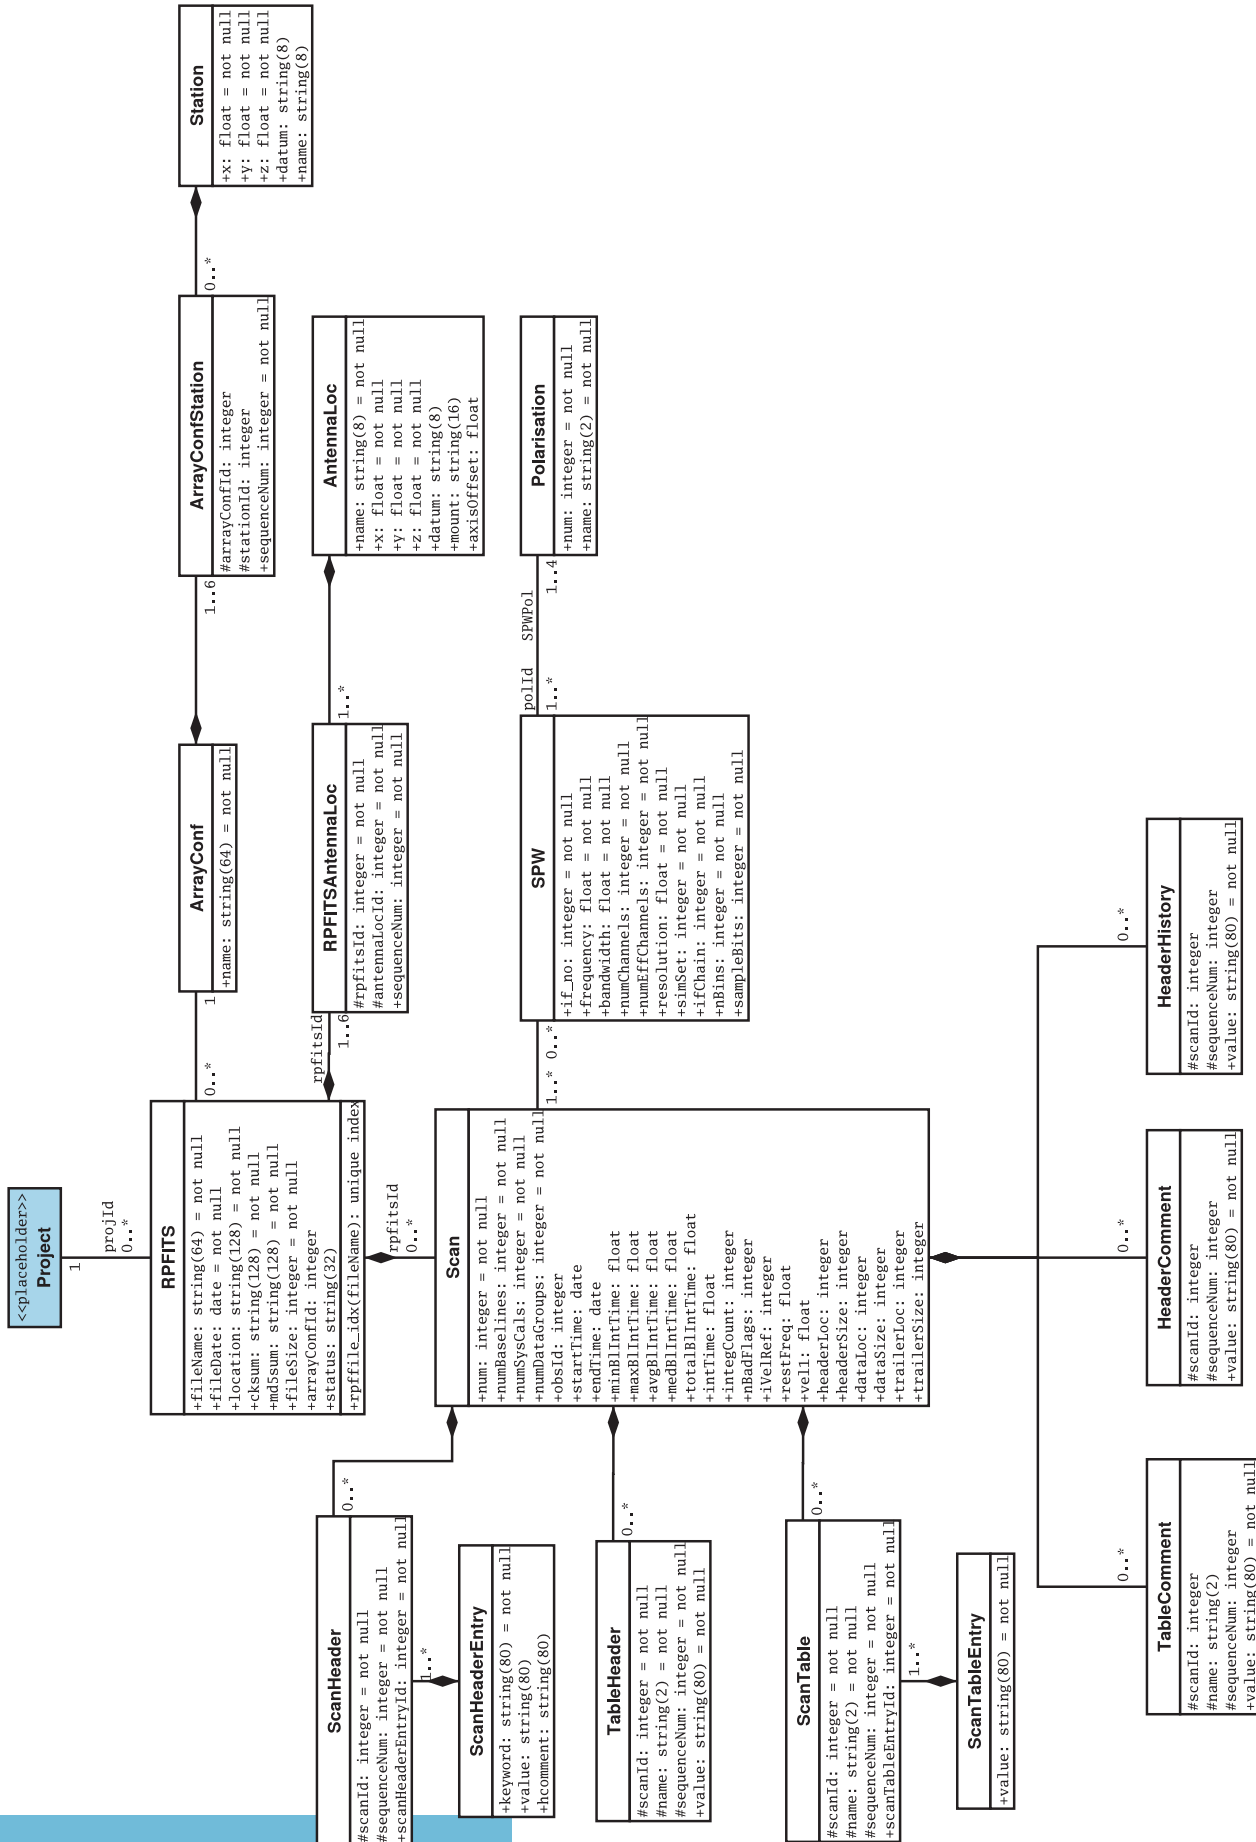 <<placeholder>>
Project
1
projId
0..*
RPFITS
+fileName: string(64) = not null
+fileDate: date = not null
+location: string(128) = not null
+cksum: string(128) = not null
+md5sum: string(128) = not null
+fileSize: integer = not null
+arrayConfId: integer
+status: string(32)
+rpffile_idx(fileName): unique index
0..*
1
ArrayConf
+name: string(64) = not null
1..6
ArrayConfStation
#arrayConfId: integer
#stationId: integer
+sequenceNum: integer = not null
0..*
Station
+x: float = not null
+y: float = not null
+z: float = not null
+datum: string(8)
+name: string(8)
rpfitsId
1..6
RPFITSAntennaLoc
#rpfitsId: integer = not null
#antennaLocId: integer = not null
+sequenceNum: integer = not null
1..*
AntennaLoc
+name: string(8) = not null
+x: float = not null
+y: float = not null
+z: float = not null
+datum: string(8)
+mount: string(16)
+axisOffset: float
rpfitsId
0..*
Scan
+num: integer = not null
+numBaselines: integer = not null
+numSysCals: integer = not null
+numDataGroups: integer = not null
+obsId: integer
+startTime: date
+endTime: date
+minBlIntTime: float
+maxBlIntTime: float
+avgBlIntTime: float
+medBlIntTime: float
+totalBlIntTime: float
+intTime: float
+integCount: integer
+nBadFlags: integer
+iVelRef: integer
+restFreq: float
+vel1: float
+headerLoc: integer
+headerSize: integer
+dataLoc: integer
+dataSize: integer
+trailerLoc: integer
+trailerSize: integer
1..*
0..*
SPW
+if_no: integer = not null
+frequency: float = not null
+bandwidth: float = not null
+numChannels: integer = not null
+numEffChannels: integer = not null
+resolution: float = not null
+simSet: integer = not null
+ifChain: integer = not null
+nBins: integer = not null
+sampleBits: integer = not null
polId
SPWPol
1..*
1..4
Polarisation
+num: integer = not null
+name: string(2) = not null
0..*
ScanHeader
#scanId: integer = not null
#sequenceNum: integer = not null
+scanHeaderEntryId: integer = not null
1..*
ScanHeaderEntry
+keyword: string(80) = not null
+value: string(80)
+hcomment: string(80)
0..*
TableHeader
#scanId: integer = not null
#name: string(2) = not null
#sequenceNum: integer = not null
+value: string(80) = not null
0..*
ScanTable
#scanId: integer = not null
#name: string(2) = not null
#sequenceNum: integer = not null
+scanTableEntryId: integer = not null
1..*
ScanTableEntry
+value: string(80) = not null
0..*
TableComment
#scanId: integer
#name: string(2)
#sequenceNum: integer
+value: string(80) = not null
0..*
HeaderComment
#scanId: integer
#sequenceNum: integer
+value: string(80) = not null
0..*
HeaderHistory
#scanId: integer
#sequenceNum: integer
+value: string(80) = not null